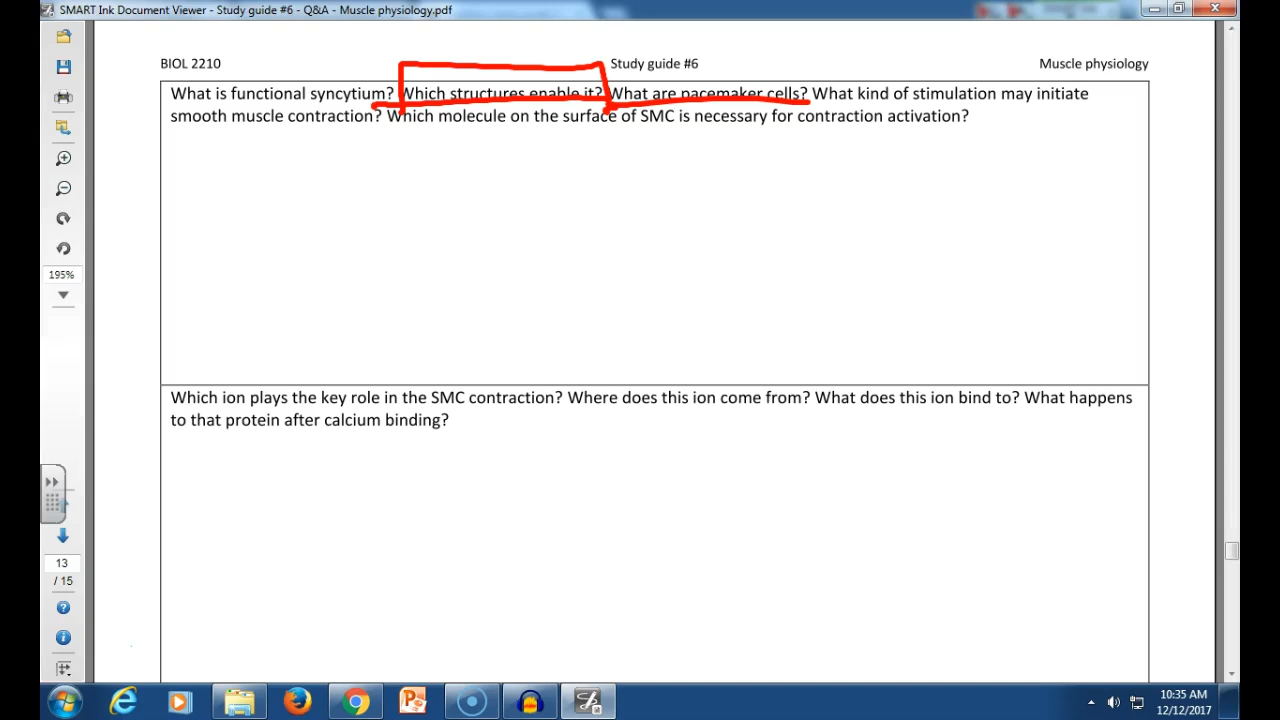 SMART Ink Document Viewer - Study guide #6 - Q&A - Muscle physiology.pdf
BIOL 2210 Study guide #6 Muscle physiology
What is functional syncytium? Which structures enable it? What are pacemaker cells? What kind of stimulation may initiate
smooth muscle contraction? Which molecule on the surface of SMC is necessary for contraction activation?
195%
Which ion plays the key role in the SMC contraction? Where does this ion come from? What does this ion bind to? What happens
to that protein after calcium binding?
13
/ 15
10:35 AM
12/12/2017